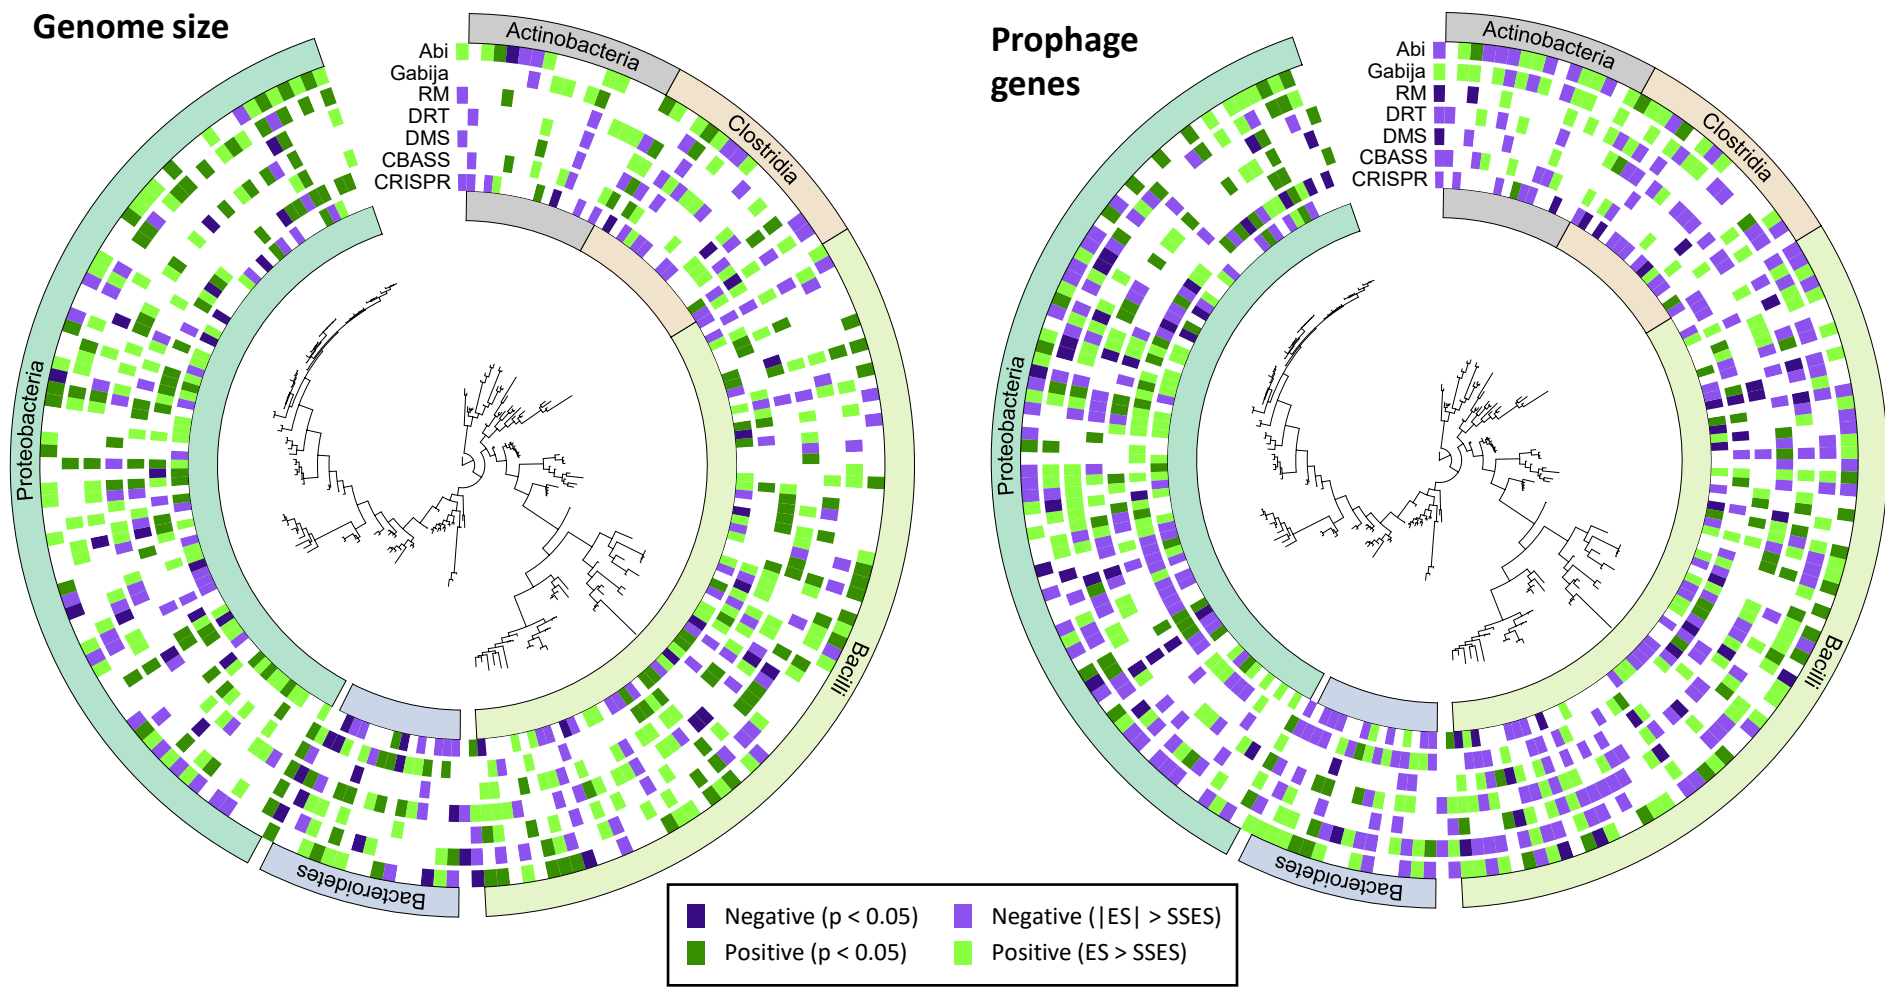 Genome size
Abi
Gabija
RM
DRT
DMS
CBASS
CRISPR
Actinobacteria
Clostridia
Bacilli
Bacteroidetes
Proteobacteria
Prophage
genes
Abi
Gabija
RM
DRT
DMS
CBASS
CRISPR
Actinobacteria
Clostridia
Bacilli
Bacteroidetes
Proteobacteria
Negative (p < 0.05)
Negative (|ES| > SSES)
Positive (p < 0.05)
Positive (ES > SSES)